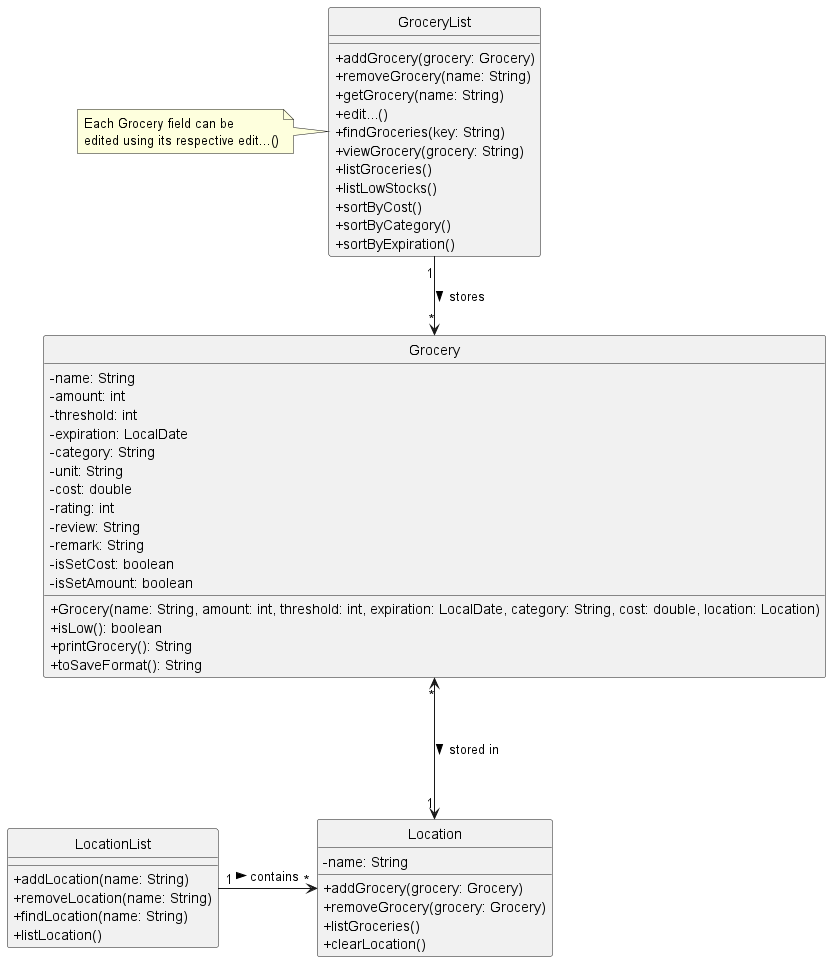 GroceryList
+addGrocery(grocery: Grocery)
+removeGrocery(name: String)
+getGrocery(name: String)
+edit...()
+findGroceries(key: String)
+viewGrocery(grocery: String)
+listGroceries()
+listLowStocks()
+sortByCost()
+sortByCategory()
+sortByExpiration()
Each Grocery field can be
edited using its respective edit...()
1
stores
*
Grocery
-name: String
-amount: int
-threshold: int
-expiration: LocalDate
-category: String
-unit: String
-cost: double
-rating: int
-review: String
-remark: String
-isSetCost: boolean
-isSetAmount: boolean
+Grocery(name: String, amount: int, threshold: int, expiration: LocalDate, category: String, cost: double, location: Location)
+isLow(): boolean
+printGrocery(): String
+toSaveFormat(): String
*
stored in
1
LocationList
+addLocation(name: String)
+removeLocation(name: String)
+findLocation(name: String)
+listLocation()
1 contains *
Location
-name: String
+addGrocery(grocery: Grocery)
+removeGrocery(grocery: Grocery)
+listGroceries()
+clearLocation()